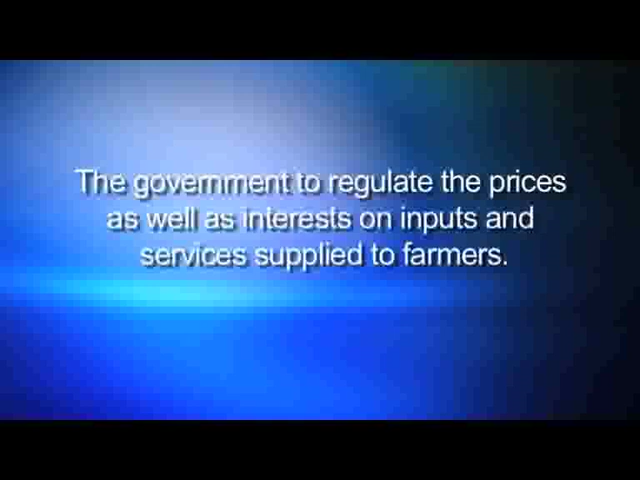 The government to regulate the prices
as well as interests on inputs and
services supplied to farmers.